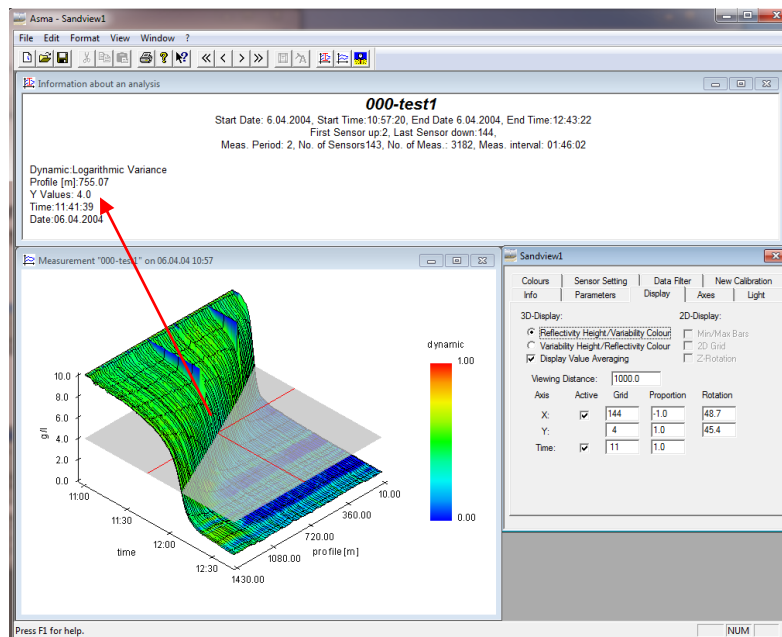 Asma - Sandview1
File Edit Format View Window ?
Information about an analysis
000-test1
Start Date: 6.04.2004, Start Time:10:57:20, End Date 6.04.2004, End Time:12:43:22
First Sensor up:2, Last Sensor down:144,
Meas. Period: 2, No. of Sensors143, No. of Meas.: 3182, Meas. interval: 01:46:02
Dynamic:Logarithmic Variance
Profile [m]:755.07
Y Values: 4.0
Time:11:41:39
Date:06.04.2004
Measurement "000-test1" on 06.04.04 10:57
dynamic
1.00
0.00
10.0
8.0
6.0
4.0
2.0
0.0
g/l
11:00
11:30
12:00
12:30
time
10.00
360.00
720.00
1080.00
1430.00
profile[m]
Sandview1
Colours Sensor Setting Data Filter New Calibration
Info Parameters Display Axes Light
3D-Display: 2D-Display:
Reflectivity Height/Variability Colour Min/Max Bars
Variability Height/Reflectivity Colour 2D Grid
Display Value Averaging Z-Rotation
Viewing Distance: 1000.0
Axis Active Grid Proportion Rotation
X: 144 -1.0 48.7
Y: 4 1.0 45.4
Time: 11 1.0
Press F1 for help.
NUM